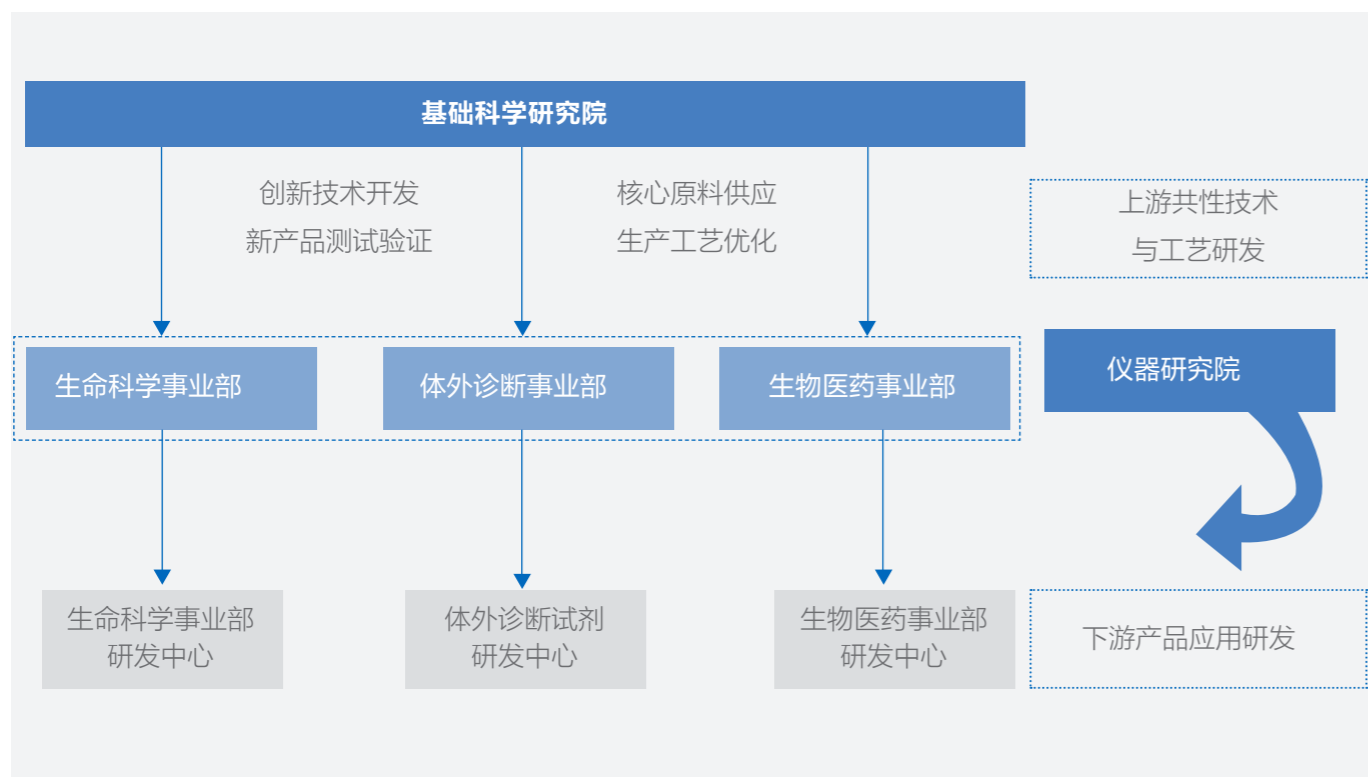 基础科学研究院
创新技术开发
新产品测试验证
核心原料供应
生产工艺优化
上游共性技术
与工艺研发
生命科学事业部
体外诊断事业部
生物医药事业部
仪器研究院
生命科学事业部
研发中心
体外诊断试剂
研发中心
生物医药事业部
研发中心
下游产品应用研发